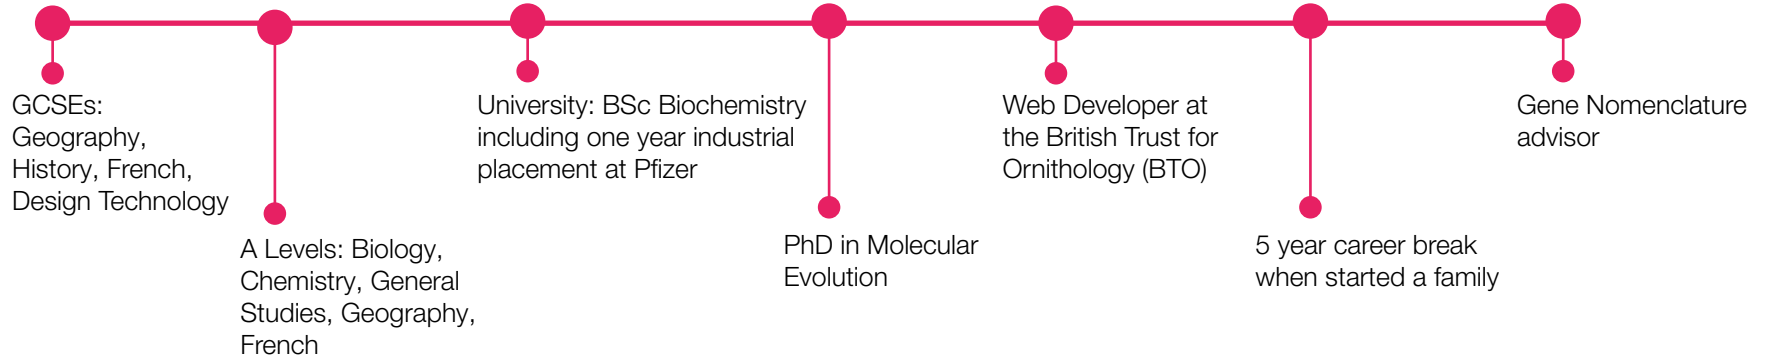 GCSEs:
Geography,
History, French,
Design Technology
A Levels: Biology,
Chemistry, General
Studies, Geography,
French
University: BSc Biochemistry
including one year industrial
placement at Pfizer
PhD in Molecular
Evolution
Web Developer at
the British Trust for
Ornithology (BTO)
5 year career break
when started a family
Gene Nomenclature
advisor